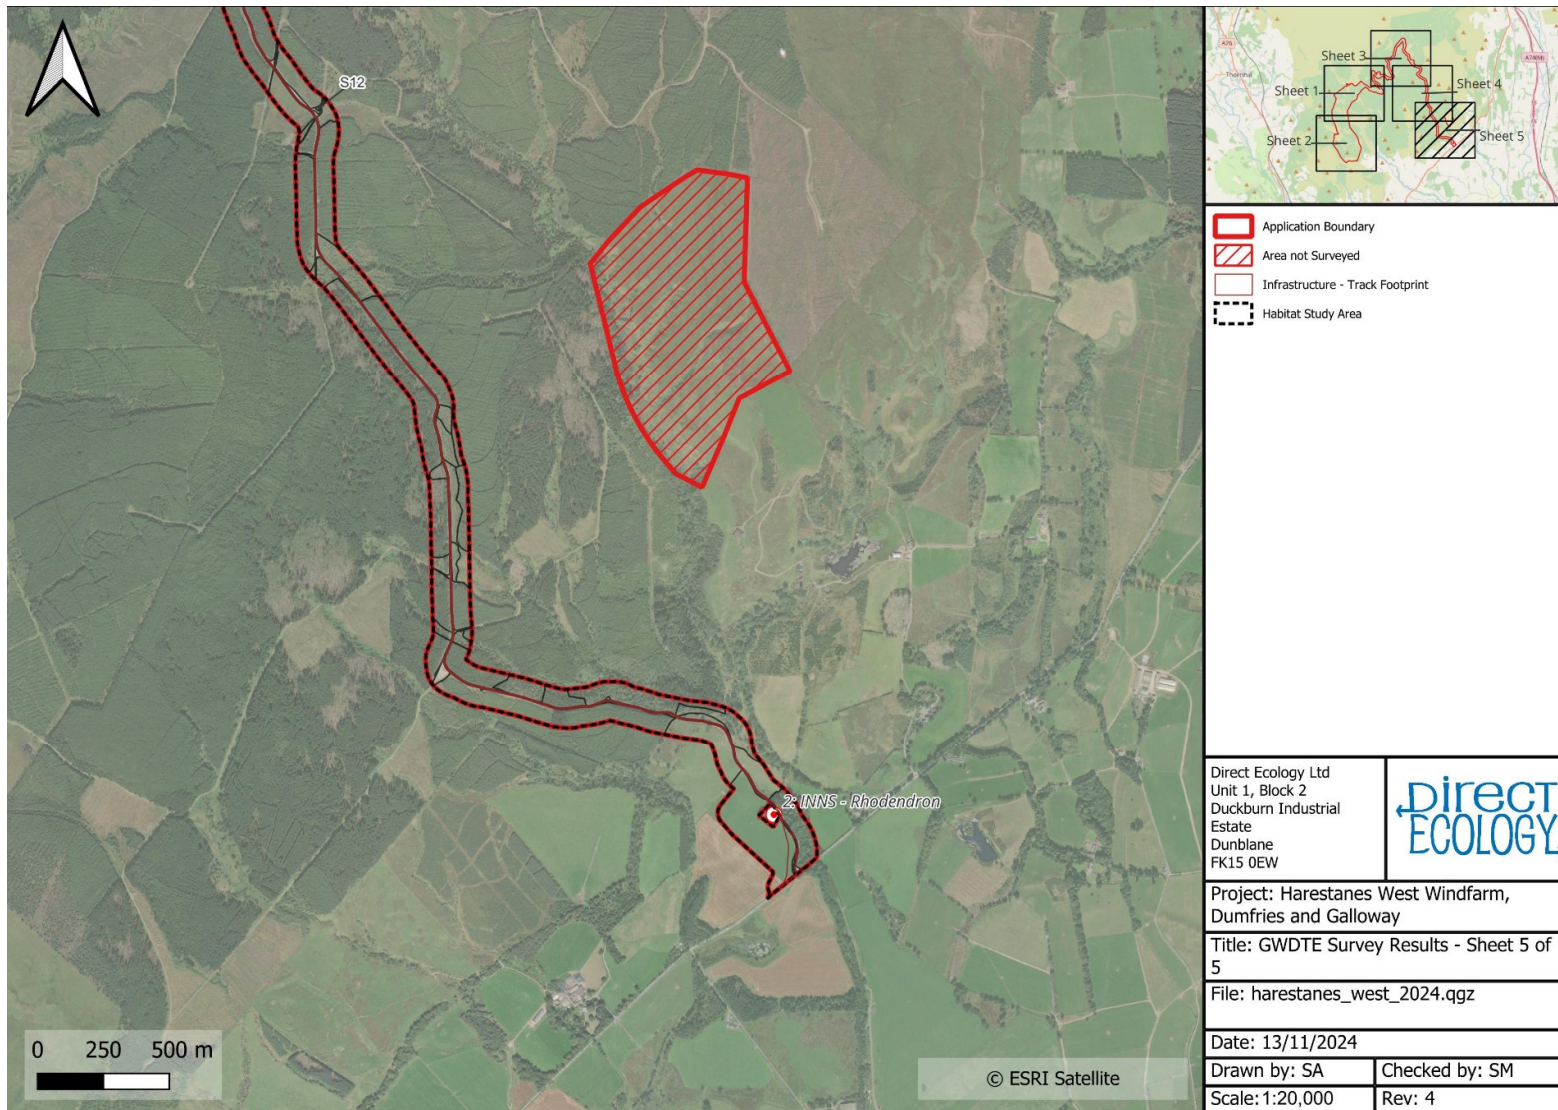 S12
2: INNS - Rhodendron
0 250 500 m
© ESRI Satellite
A76
Thornhill
A74(M)
Sheet 3
Sheet 1
Sheet 4
Sheet 2
Sheet 5
Application Boundary
Area not Surveyed
Infrastructure - Track Footprint
Habitat Study Area
Direct Ecology Ltd
Unit 1, Block 2
Duckburn Industrial
Estate
Dunblane
FK15 0EW
Direct
ECOLOGY
Project: Harestanes West Windfarm,
Dumfries and Galloway
Title: GWDTE Survey Results - Sheet 5 of
5
File: harestanes_west_2024.qgz
Date: 13/11/2024
Drawn by: SA
Checked by: SM
Scale: 1:20,000
Rev: 4